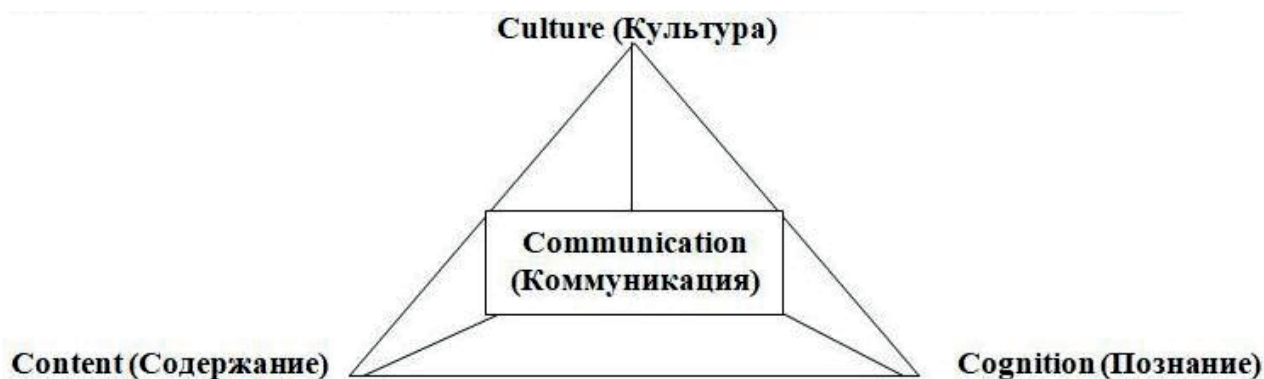 Culture (Культура)
Communication
(Коммуникация)
Content (Содержание)
Cognition (Познание)